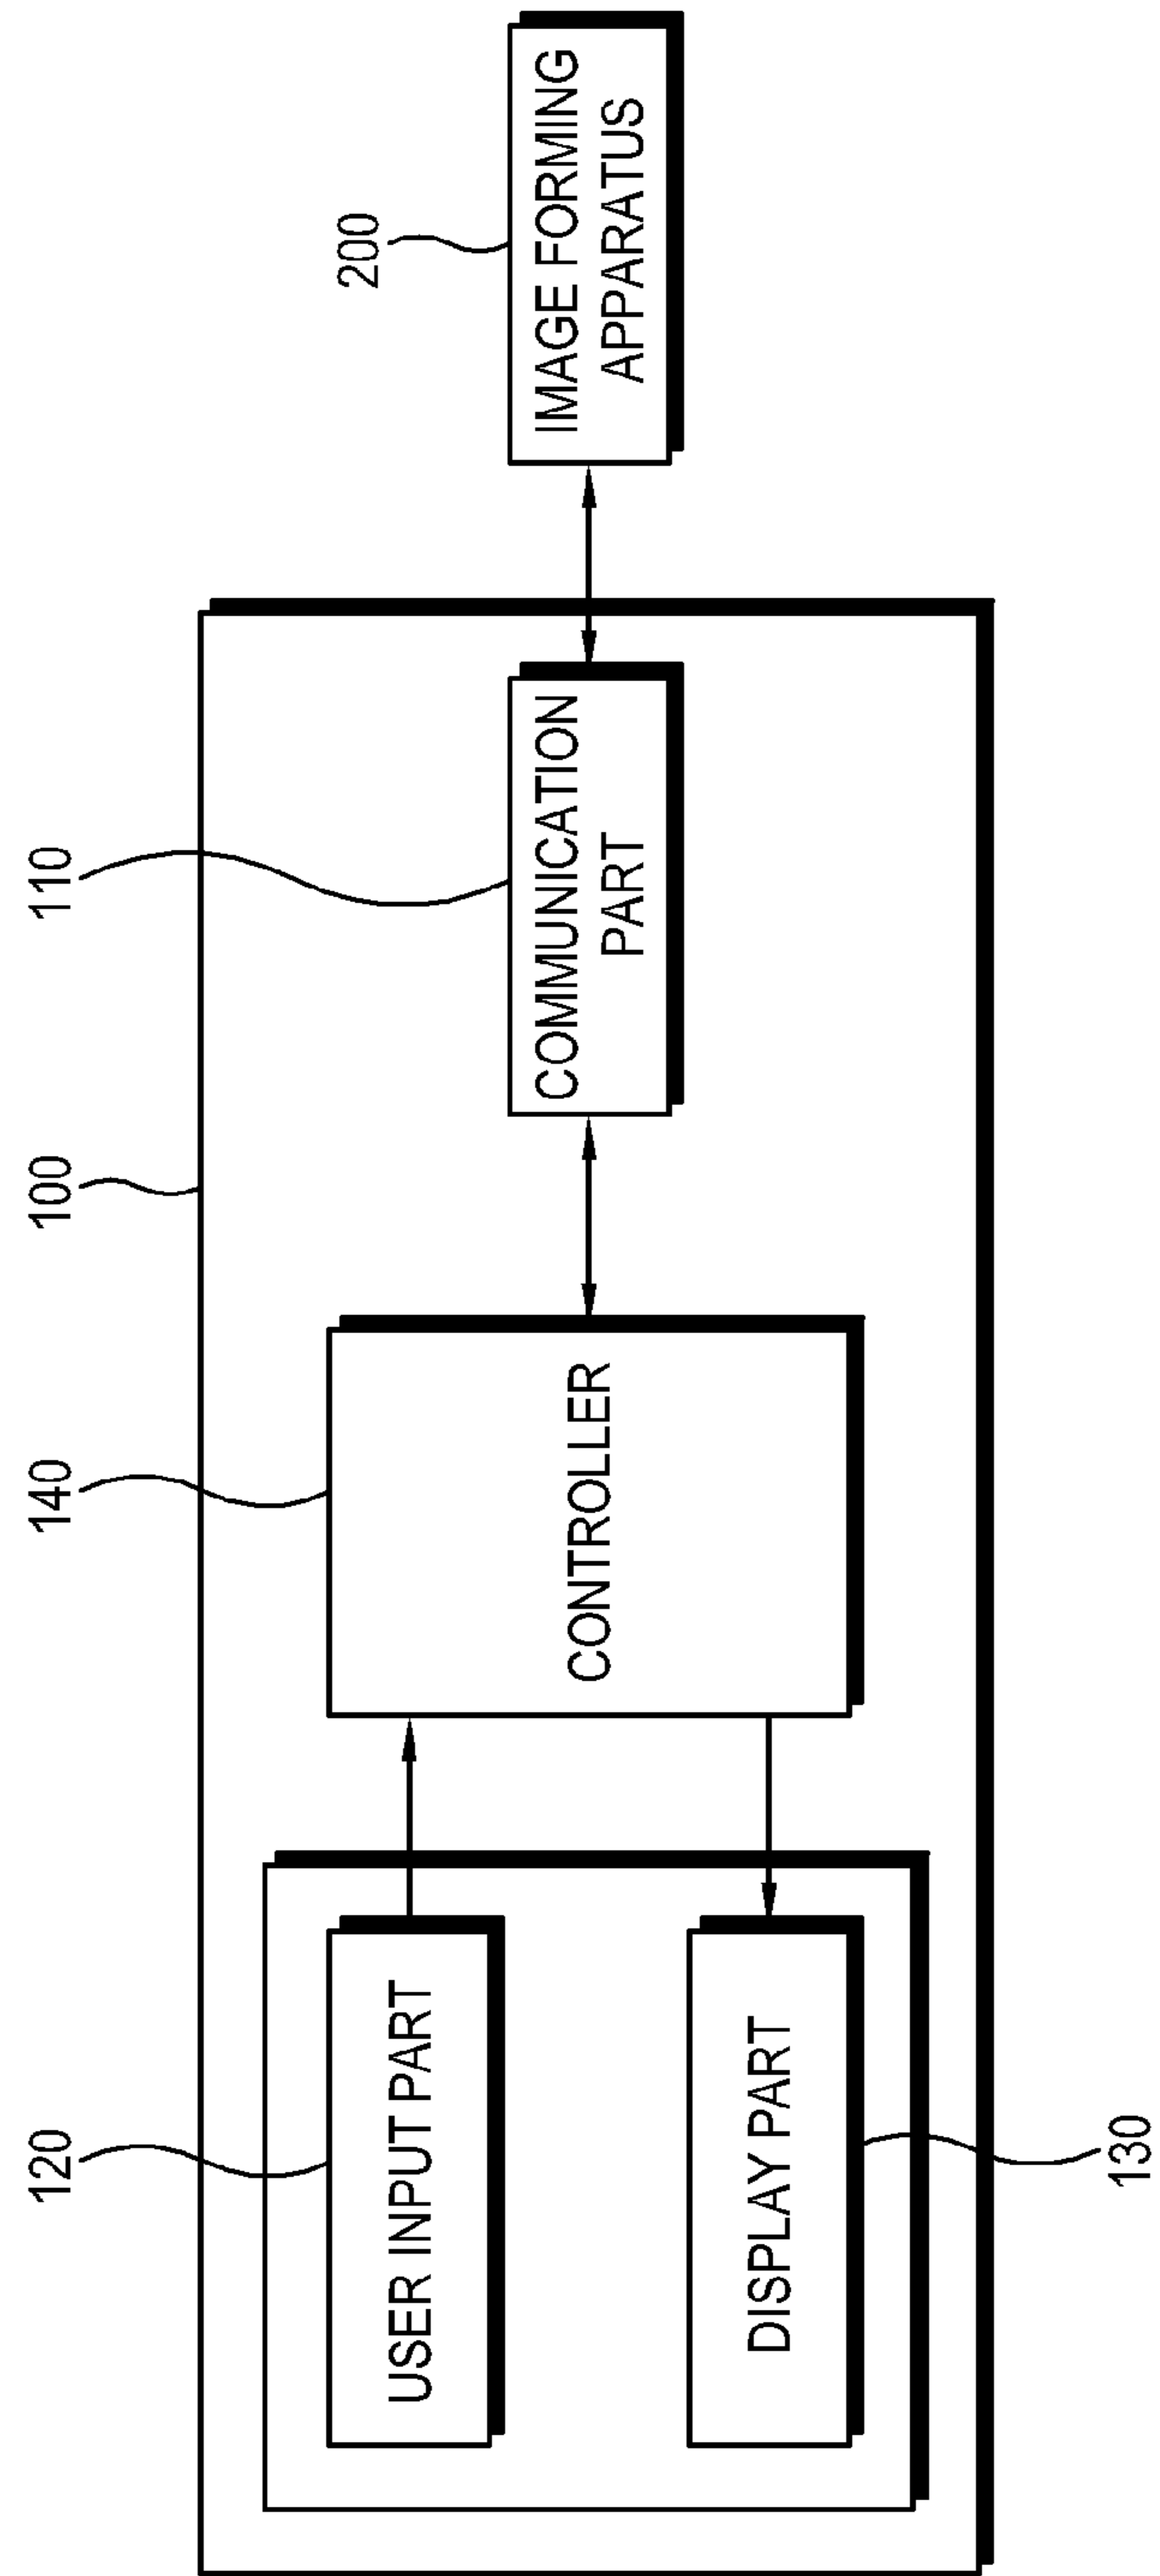 120
140
100
110
200
USER INPUT PART
CONTROLLER
COMMUNICATION
PART
IMAGE FORMING
APPARATUS
DISPLAY PART
130